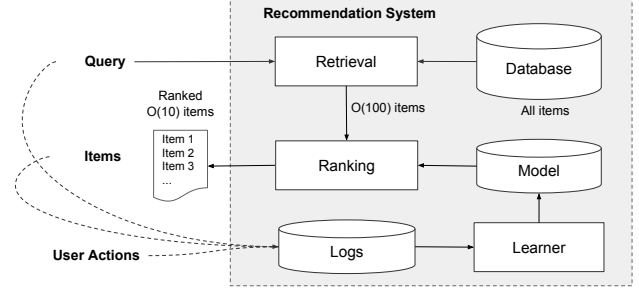 Recommendation System
Query
Retrieval
Database
Ranked
O(10) items
O(100) items
All items
Items
Item 1
Item 2
Item 3
...
Ranking
Model
User Actions
Logs
Learner